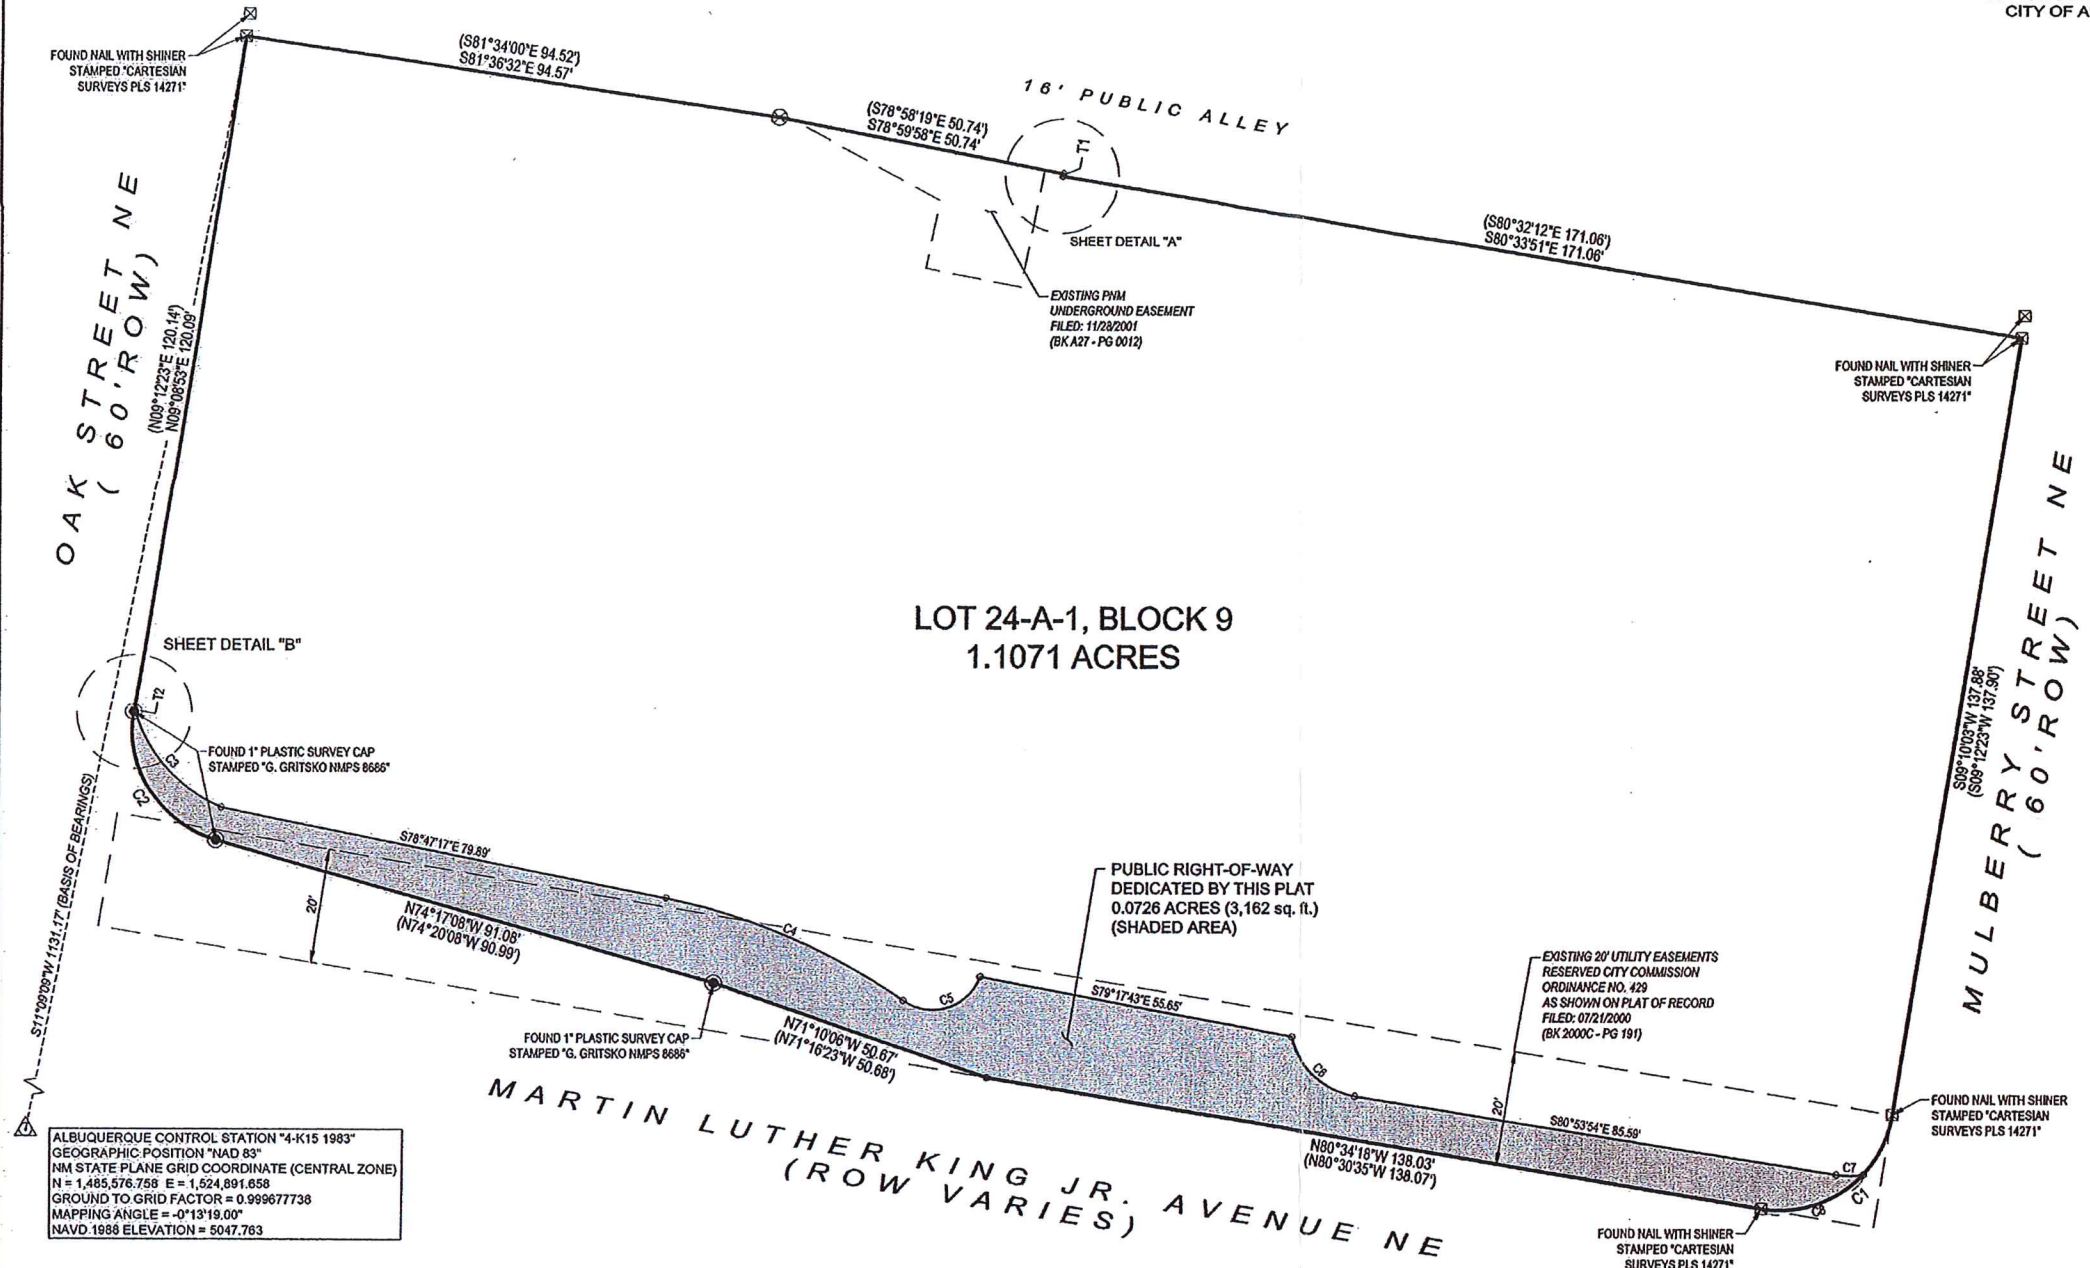 CITY OF A
FOUND NAIL WITH SHINER
STAMPED "CARTESIAN
SURVEYS PLS 14271"
(S81°34'00"E 94.52')
S81°36'32"E 94.57'
16' PUBLIC ALLEY
(S78°58'19"E 50.74')
S78°59'58"E 50.74'
T1
SHEET DETAIL "A"
(S80°32'12"E 171.06')
S80°33'51"E 171.06'
EXISTING PNM
UNDERGROUND EASEMENT
FILED: 11/28/2001
(BK A27 - PG 0012)
FOUND NAIL WITH SHINER
STAMPED "CARTESIAN
SURVEYS PLS 14271"
OAK STREET NE
( 60' ROW)
(N09°12'23"E 120.14')
N09°08'53"E 120.09'
LOT 24-A-1, BLOCK 9
1.1071 ACRES
MULBERRY STREET NE
( 60' ROW)
S09°10'03"W 137.88'
(S09°12'23"W 137.90')
SHEET DETAIL "B"
T2
FOUND 1" PLASTIC SURVEY CAP
STAMPED "G. GRITSKO NMPS 8686"
C3
C2
S11°09'09"W 1131.17' (BASIS OF BEARINGS)
S78°47'17"E 79.89'
20'
N74°17'08"W 91.08'
(N74°20'08"W 90.99')
C4
PUBLIC RIGHT-OF-WAY
DEDICATED BY THIS PLAT
0.0726 ACRES (3,162 sq. ft.)
(SHADED AREA)
C5
S79°17'43"E 55.65'
EXISTING 20' UTILITY EASEMENTS
RESERVED CITY COMMISSION
ORDINANCE NO. 429
AS SHOWN ON PLAT OF RECORD
FILED: 07/21/2000
(BK 2000C - PG 191)
FOUND 1" PLASTIC SURVEY CAP
STAMPED "G. GRITSKO NMPS 8686"
N71°10'06"W 50.67'
(N71°16'23"W 50.68')
C6
20'
S80°53'54"E 85.59'
FOUND NAIL WITH SHINER
STAMPED "CARTESIAN
SURVEYS PLS 14271"
MARTIN LUTHER KING JR. AVENUE NE
(ROW VARIES)
N80°34'18"W 138.03'
(N80°30'35"W 138.07')
C7
C1
FOUND NAIL WITH SHINER
STAMPED "CARTESIAN
SURVEYS PLS 14271"
ALBUQUERQUE CONTROL STATION "4-K15 1983"
GEOGRAPHIC POSITION "NAD 83"
NM STATE PLANE GRID COORDINATE (CENTRAL ZONE)
N = 1,485,576.758 E = 1,524,891.658
GROUND TO GRID FACTOR = 0.999677738
MAPPING ANGLE = -0°13'19.00"
NAVD 1988 ELEVATION = 5047.763